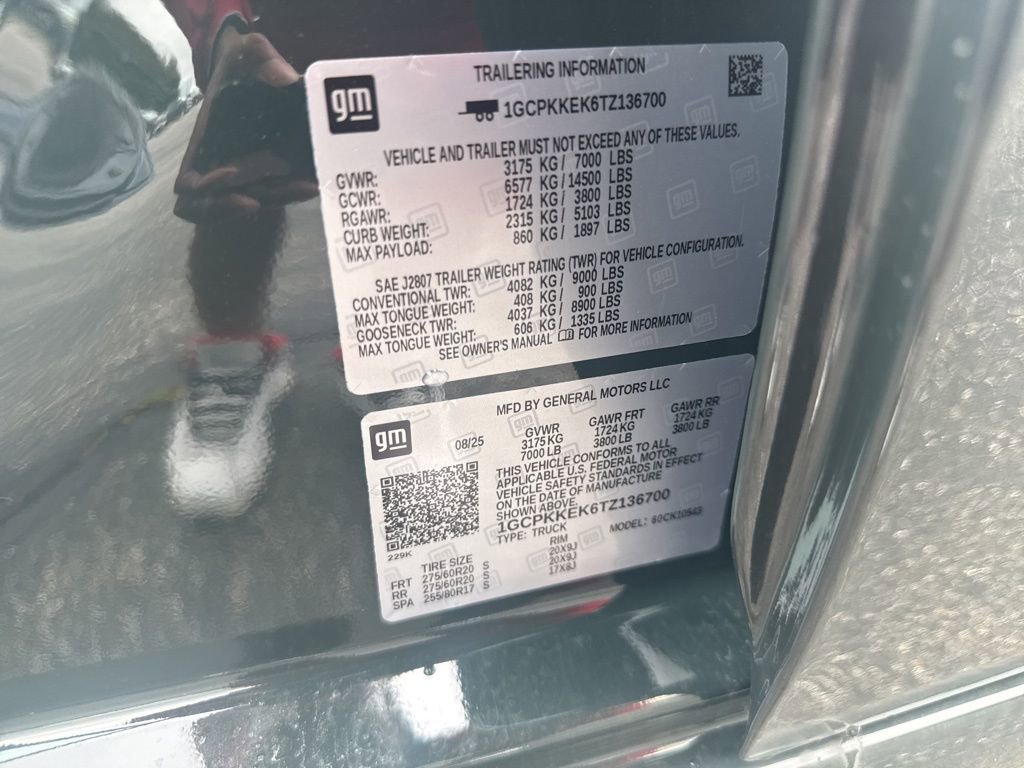 gm
TRAILERING INFORMATION
1GCPKKEK6TZ136700
VEHICLE AND TRAILER MUST NOT EXCEED ANY OF THESE VALUES.
GVWR: 3175 KG/ 7000 LBS
GCWR: 6577 KG/14500 LBS
RGAWR: 1724 KG/ 3800 LBS
CURB WEIGHT: 2315 KG/ 5103 LBS
MAX PAYLOAD: 860 KG/ 1897 LBS
SAE J2807 TRAILER WEIGHT RATING (TWR) FOR VEHICLE CONFIGURATION.
CONVENTIONAL TWR: 4082 KG/ 9000 LBS
MAX TONGUE WEIGHT: 408 KG/ 900 LBS
GOOSENECK TWR: 4037 KG/ 8900 LBS
MAX TONGUE WEIGHT: 606 KG/ 1335 LBS
SEE OWNER'S MANUAL FOR MORE INFORMATION
gm
MFD BY GENERAL MOTORS LLC
08/25
GVWR GAWR FRT GAWR RR
3175 KG 1724 KG 1724 KG
7000 LB 3800 LB 3800 LB
THIS VEHICLE CONFORMS TO ALL
APPLICABLE U.S. FEDERAL MOTOR
VEHICLE SAFETY STANDARDS IN EFFECT
ON THE DATE OF MANUFACTURE
SHOWN ABOVE.
1GCPKKEK6TZ136700
TYPE: TRUCK MODEL:
229K
TIRE SIZE RIM
FRT 275/60R20 S 20X9J
RR 275/60R20 S 20X9J
SPA 255/80R17 S 17X8J